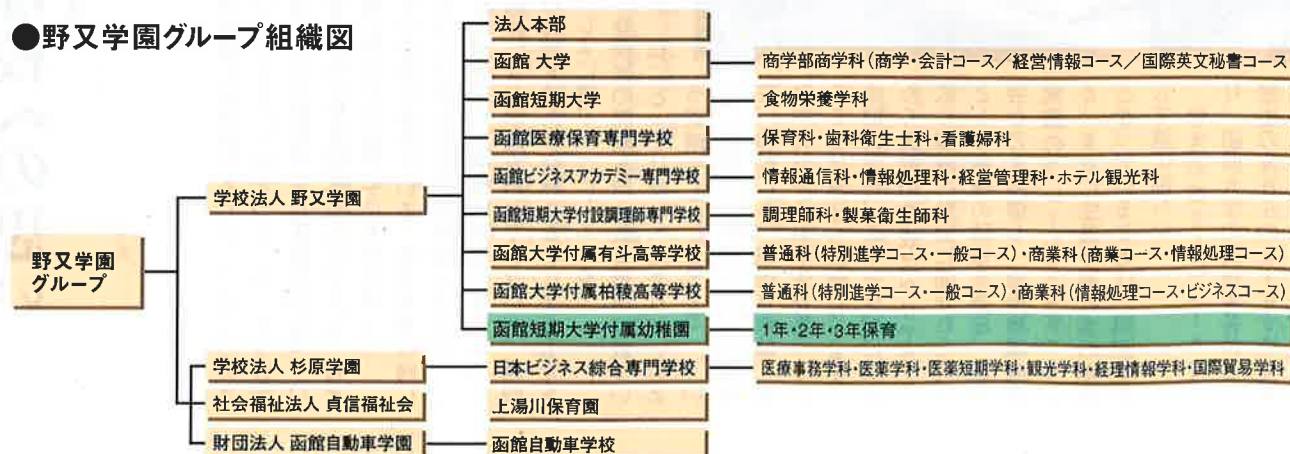 ●野又学園グループ組織図
野又学園
グループ
学校法人 野又学園
法人本部
函館 大学
商学部商学科(商学・会計コース/経営情報コース/国際英文秘書コース
函館短期大学
食物栄養学科
函館医療保育専門学校
保育科・歯科衛生士科・看護婦科
函館ビジネスアカデミー専門学校
情報通信科・情報処理科・経営管理科・ホテル観光科
函館短期大学付設調理師専門学校
調理師科・製菓衛生師科
函館大学付属有斗高等学校
普通科(特別進学コース・一般コース)・商業科(商業コース・情報処理コース)
函館大学付属柏稜高等学校
普通科(特別進学コース・一般コース)・商業科(情報処理コース・ビジネスコース)
函館短期大学付属幼稚園
1年・2年・3年保育
学校法人 杉原学園
日本ビジネス綜合専門学校
医療事務学科・医薬学科・医薬短期学科・観光学科・経理情報学科・国際貿易学科
社会福祉法人 貞信福祉会
上湯川保育園
財団法人 函館自動車学園
函館自動車学校